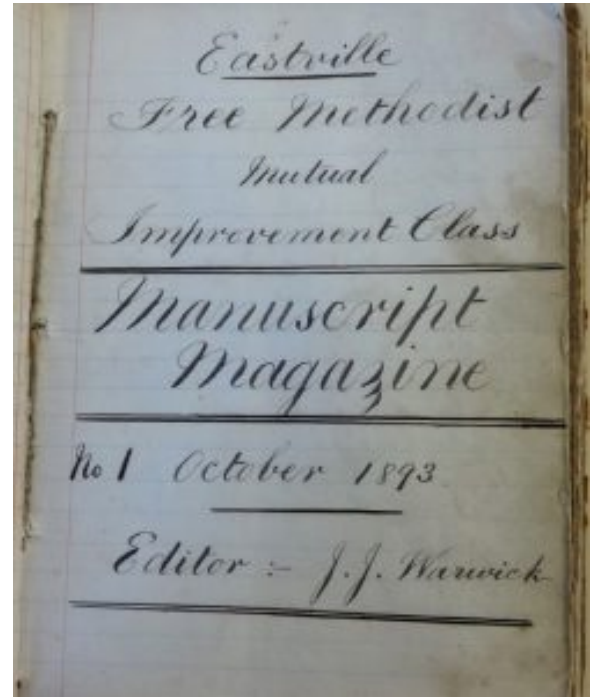 Eastville
Free Methodist
Mutual
Improvement Class
Manuscript
Magazine
No 1 October 1893
Editor :- J. J. Warwick